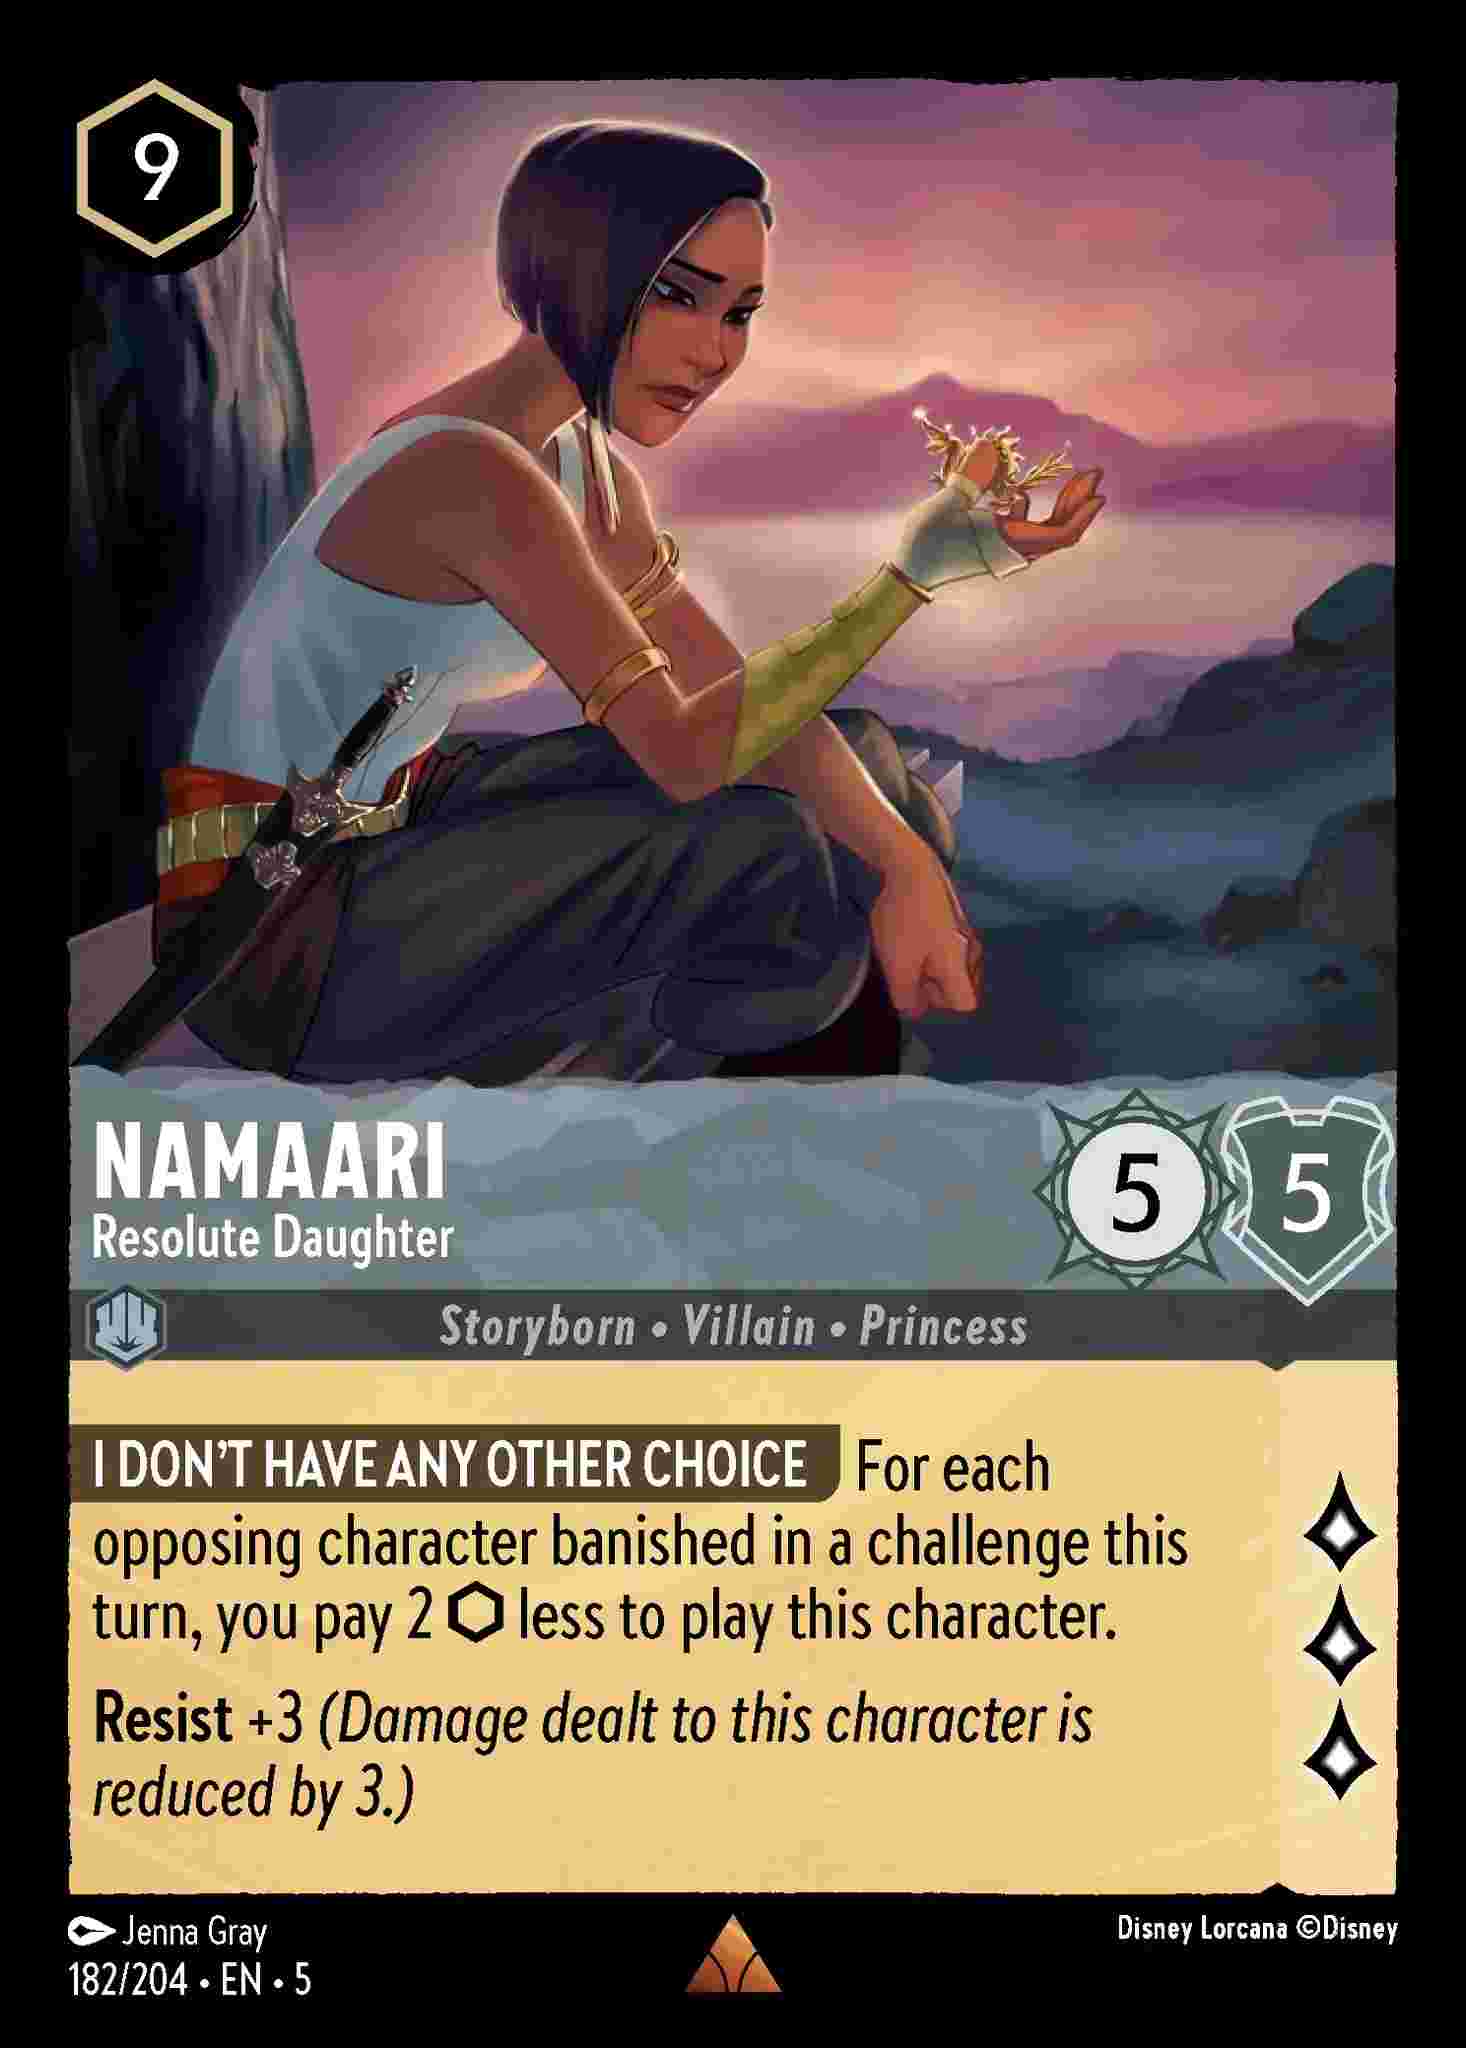 9
NAMAARI
Resolute Daughter
5
5
Storyborn • Villain • Princess
I DON'T HAVE ANY OTHER CHOICE For each
opposing character banished in a challenge this
turn, you pay 2 ⬡ less to play this character.
Resist +3 (Damage dealt to this character is
reduced by 3.)
Jenna Gray
Disney Lorcana ©Disney
182/204 • EN • 5